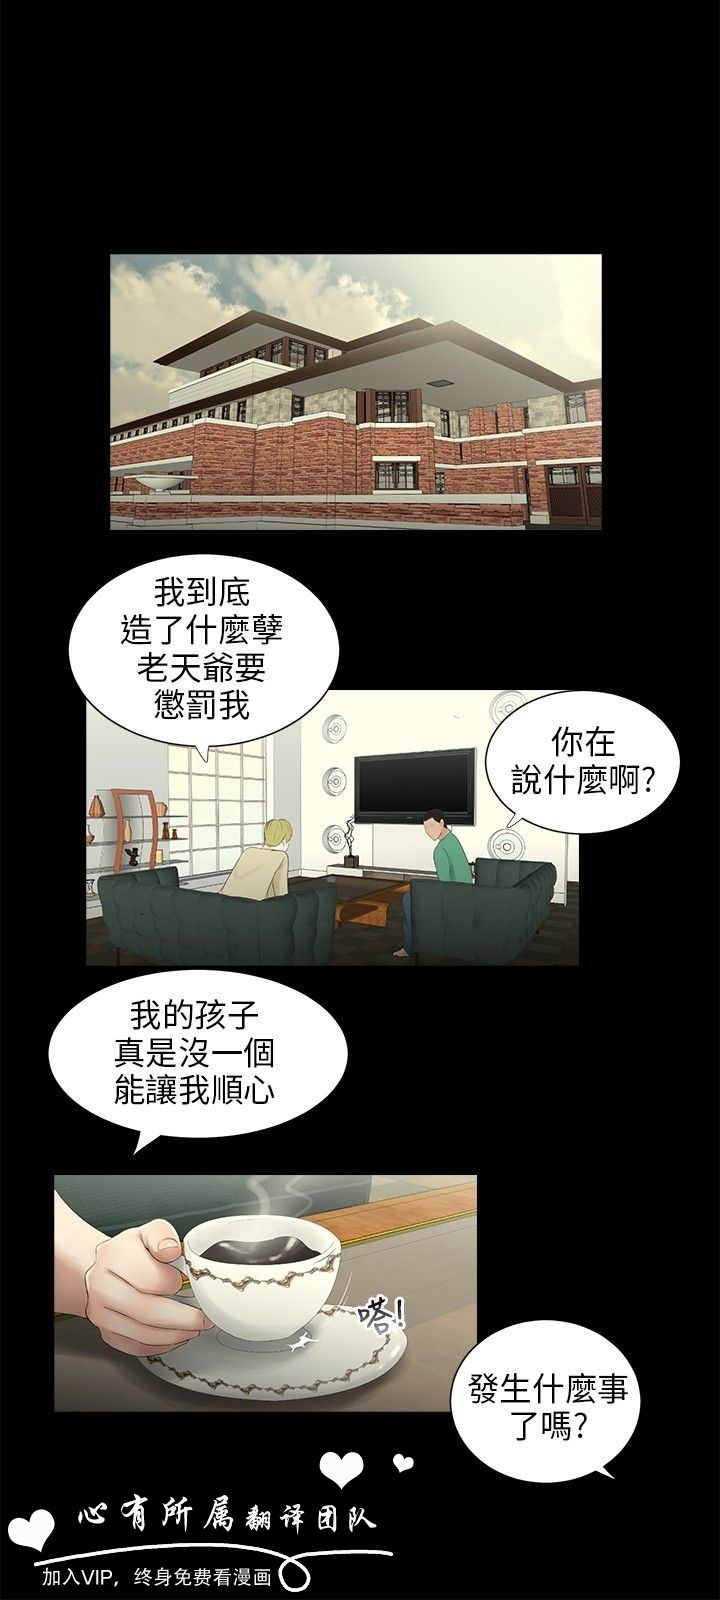 我到底
造了什麼孽
老天爺要
懲罰我
你在
說什麼啊?
我的孩子
真是沒一個
能讓我順心
嗒!
發生什麼事
了嗎?
心有所属翻译团队
加入VIP，终身免费看漫画